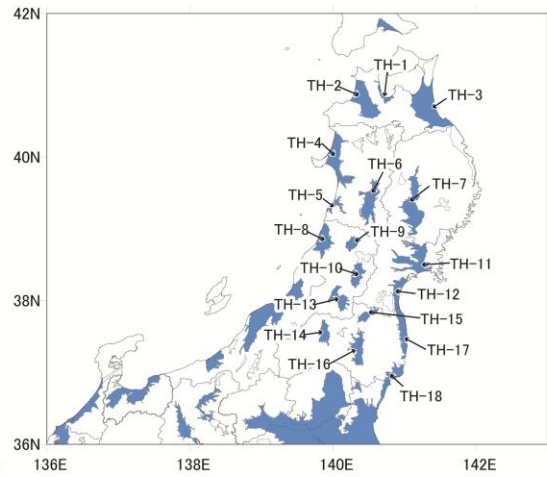 42N
TH-1
TH-2
TH-3
TH-4
40N
TH-6
TH-7
TH-5
TH-8
TH-9
TH-10
TH-11
TH-12
38N
TH-13
TH-15
TH-14
TH-17
TH-16
TH-18
36N
136E
138E
140E
142E